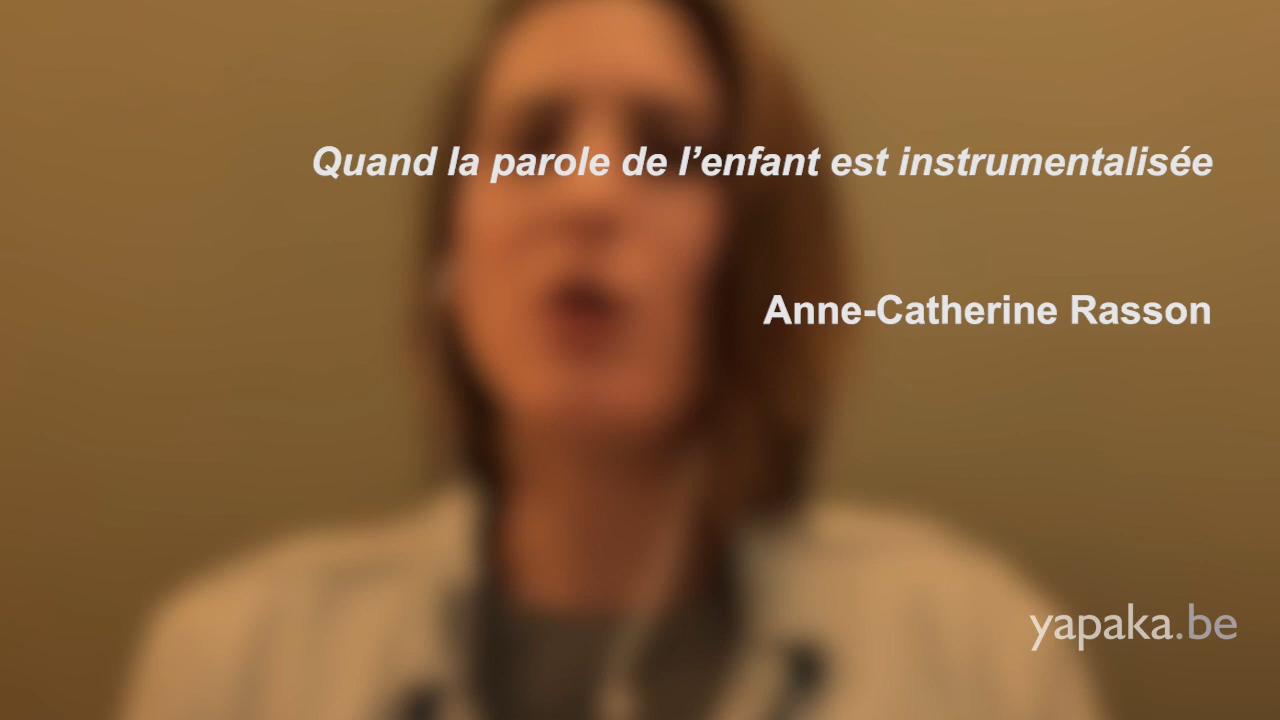 Quand la parole de l’enfant est instrumentalisée
Anne-Catherine Rasson
yapaka.be